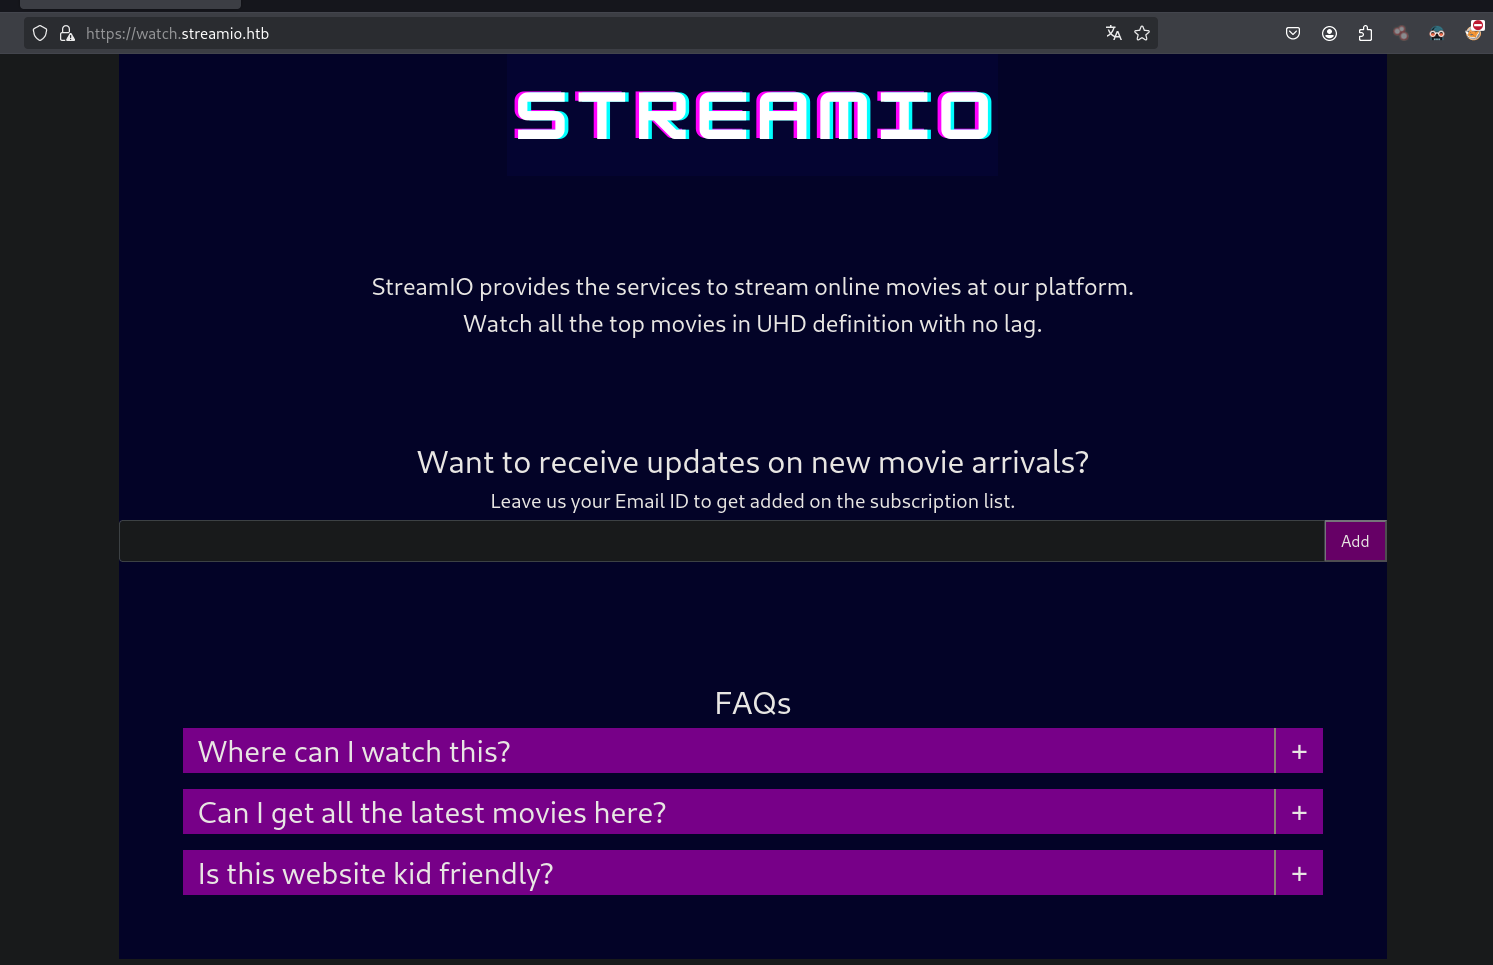 https://watch.streamio.htb
STREAMIO
StreamIO provides the services to stream online movies at our platform.
Watch all the top movies in UHD definition with no lag.
Want to receive updates on new movie arrivals?
Leave us your Email ID to get added on the subscription list.
Add
FAQs
Where can I watch this? +
Can I get all the latest movies here? +
Is this website kid friendly? +